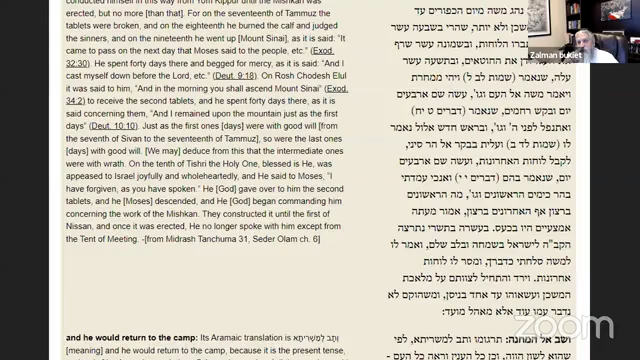 conducted himself in this way from Yom Kippur until the Mishkan was
erected, but no more [than that]. For on the seventeenth of Tammuz the
tablets were broken, and on the eighteenth he burned the calf and judged
the sinners, and on the nineteenth he went up [Mount Sinai], as it is said: "It
came to pass on the next day that Moses said to the people, etc." (Exod.
32:30). He spent forty days there and begged for mercy, as it is said: "And I
cast myself down before the Lord, etc." (Deut. 9:18). On Rosh Chodesh Elul
it was said to him, "And in the morning you shall ascend Mount Sinai" (Exod.
34:2) to receive the second tablets, and he spent forty days there, as it is
said concerning them, "And I remained upon the mountain just as the first
days" (Deut. 10:10). Just as the first ones [days] were with good will [from
the seventh of Sivan to the seventeenth of Tammuz], so were the last ones
[days] with good will. [We may] deduce from this that the intermediate ones
were with wrath. On the tenth of Tishri the Holy One, blessed is He, was
appeased to Israel joyfully and wholeheartedly, and He said to Moses, "I
have forgiven, as you have spoken." He [God] gave over to him the second
tablets, and he [Moses] descended, and He [God] began commanding him
concerning the work of the Mishkan. They constructed it until the first of
Nissan, and once it was erected, He no longer spoke with him except from
the Tent of Meeting. -[from Midrash Tanchuma 31, Seder Olam ch. 6]
and he would return to the camp: Its Aramaic translation is וְתָב לְמַשְׁרִיתָא
[meaning] and he would return to the camp, because it is the present tense,
נהג משה מיום הכפורים עד
שכן ולא יותר, שהרי בשבעה עשר
תברו הלוחות, ובשמונה עשר שרף
דן את החוטאים, ובתשעה עשר
עלה, שנאמר (שמות לב ל) ויהי ממחרת
ויאמר משה אל העם וגו', עשה שם ארבעים
יום ובקש רחמים, שנאמר (דברים ט יח)
ואתנפל לפני ה' וגו', ובראש חדש אלול נאמר
לו (שמות לד ב) ועלית בבקר אל הר סיני,
לקבל לוחות האחרונות, ועשה שם ארבעים
יום, שנאמר בהם (דברים י י) ואנכי עמדתי
בהר כימים הראשונים וגו', מה הראשונים
ברצון אף האחרונים ברצון, אמור מעתה
אמצעיים היו בכעס. בעשרה בתשרי נתרצה
הקב"ה לישראל בשמחה ובלב שלם, ואמר לו
למשה סלחתי כדברך, ומסר לו לוחות
אחרונות. וירד והתחיל לצוותם על מלאכת
המשכן ועשאוהו עד אחד בניסן, ומשהוקם לא
נדבר עמו עוד אלא מאהל מועד:
ושב אל המחנה: תרגומו ותב למשריתא, לפי
שהוא לשון הווה, וכן כל הענין וראה כל העם -
Zalman bukiet
zoom